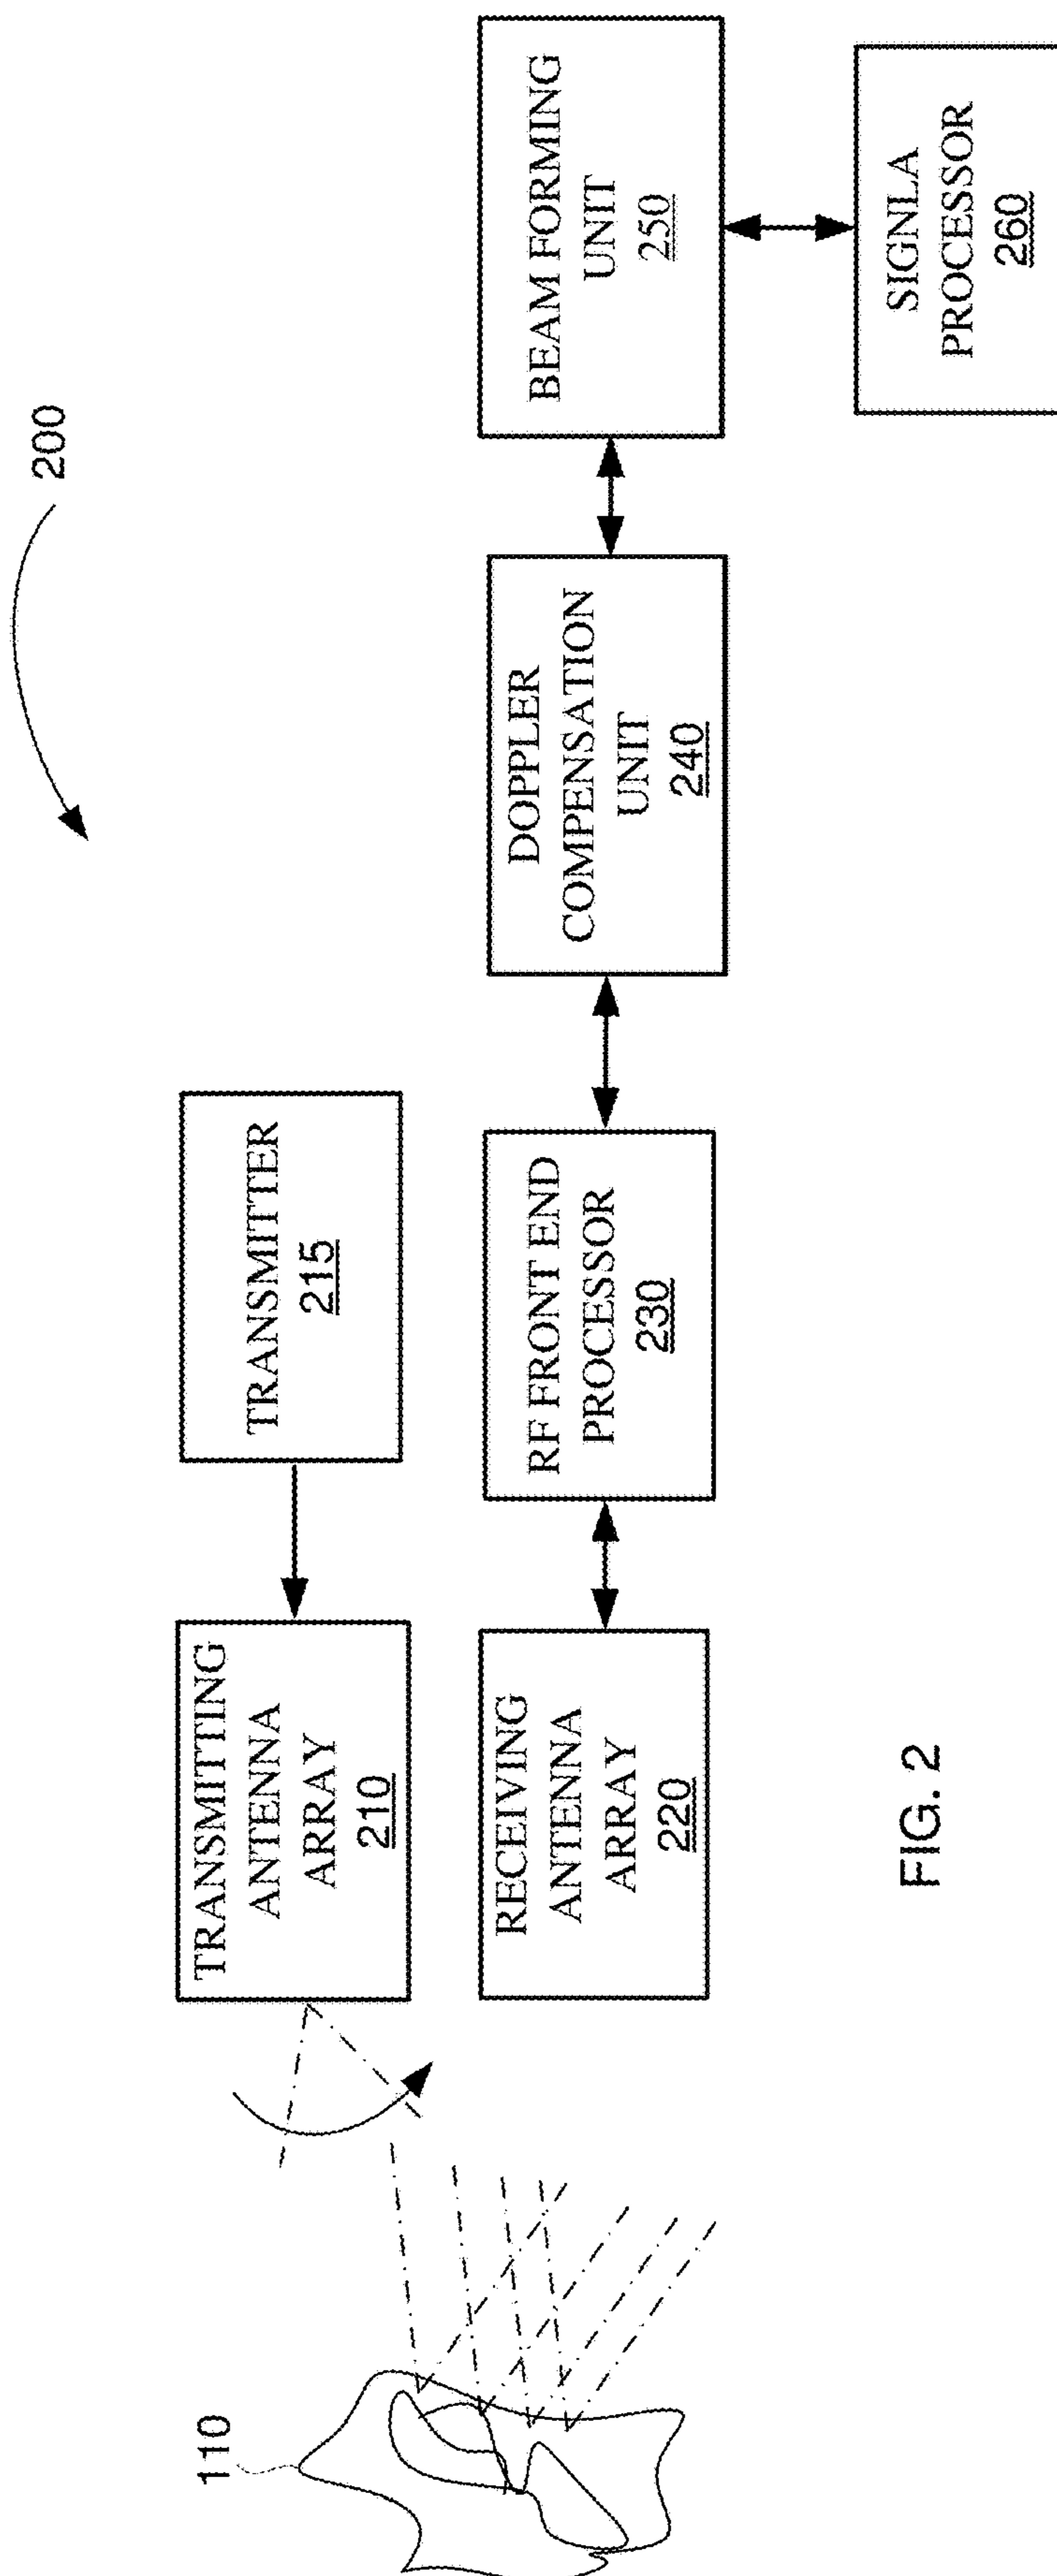 200
110
TRANSMITTING
ANTENNA
ARRAY
210
TRANSMITTER
215
RECEIVING
ANTENNA
ARRAY
220
RF FRONT END
PROCESSOR
230
DOPPLER
COMPENSATION
UNIT
240
BEAM FORMING
UNIT
250
SIGNLA
PROCESSOR
260
FIG. 2